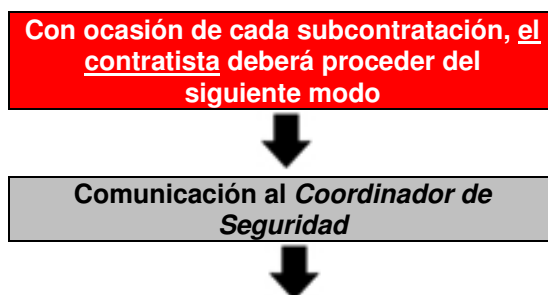 Con ocasión de cada subcontratación, el
contratista deberá proceder del
siguiente modo
Comunicación al Coordinador de
Seguridad